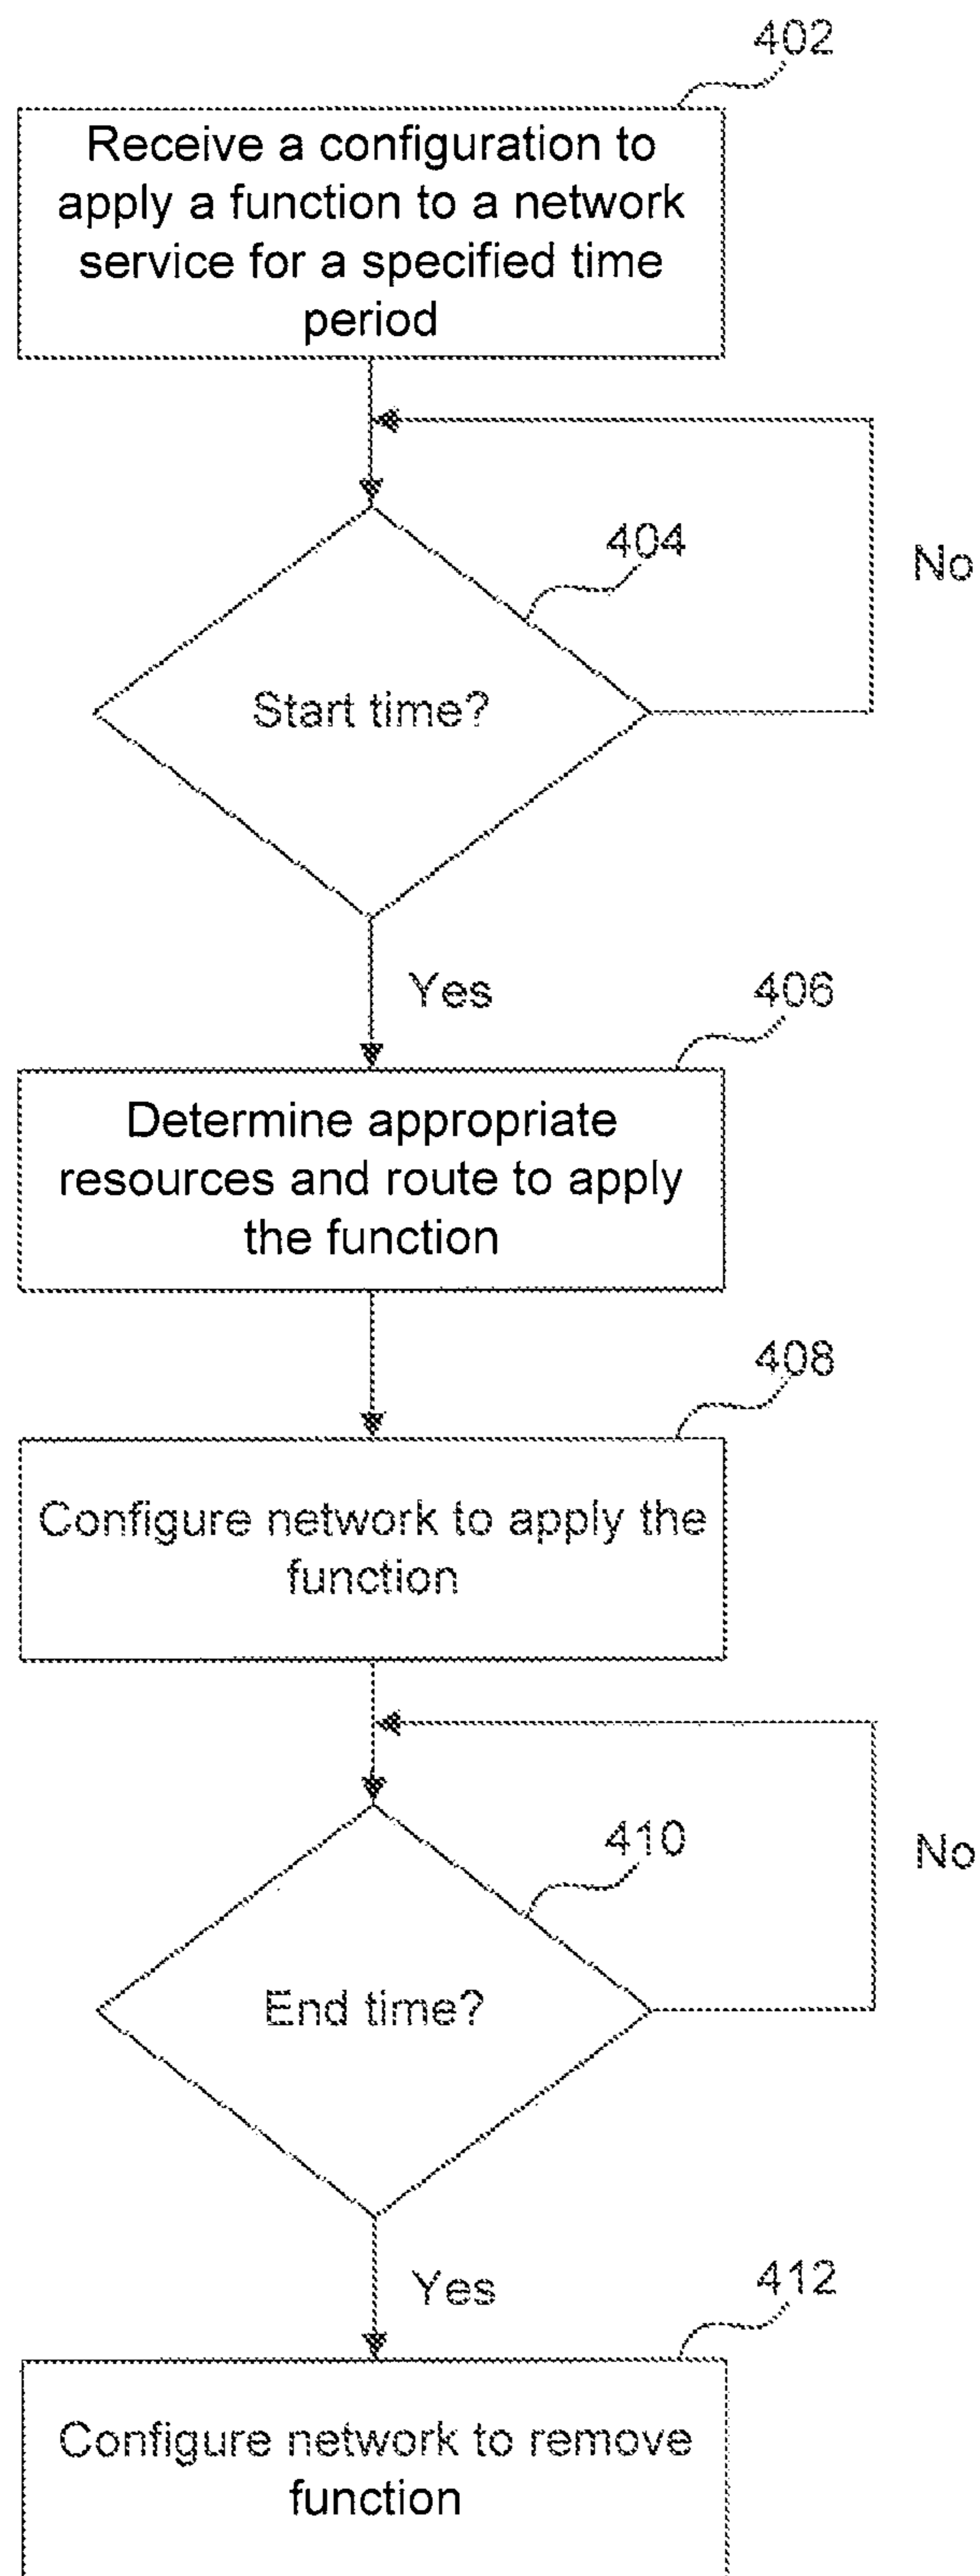 402
Receive a configuration to
apply a function to a network
service for a specified time
period
404
No
Start time?
Yes
406
Determine appropriate
resources and route to apply
the function
408
Configure network to apply the
function
410
No
End time?
Yes
412
Configure network to remove
function